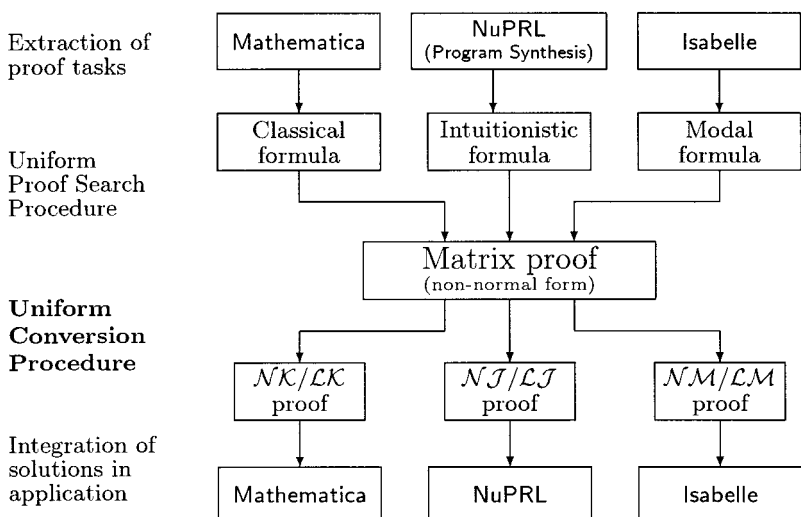 Extraction of
proof tasks
Mathematica
NuPRL
(Program Synthesis)
Isabelle
Classical
formula
Intuitionistic
formula
Modal
formula
Uniform
Proof Search
Procedure
Matrix proof
(non-normal form)
Uniform
Conversion
Procedure
𝒩𝒦/ℒ𝒦
proof
𝒩𝒥/ℒ𝒥
proof
𝒩ℳ/ℒℳ
proof
Integration of
solutions in
application
Mathematica
NuPRL
Isabelle